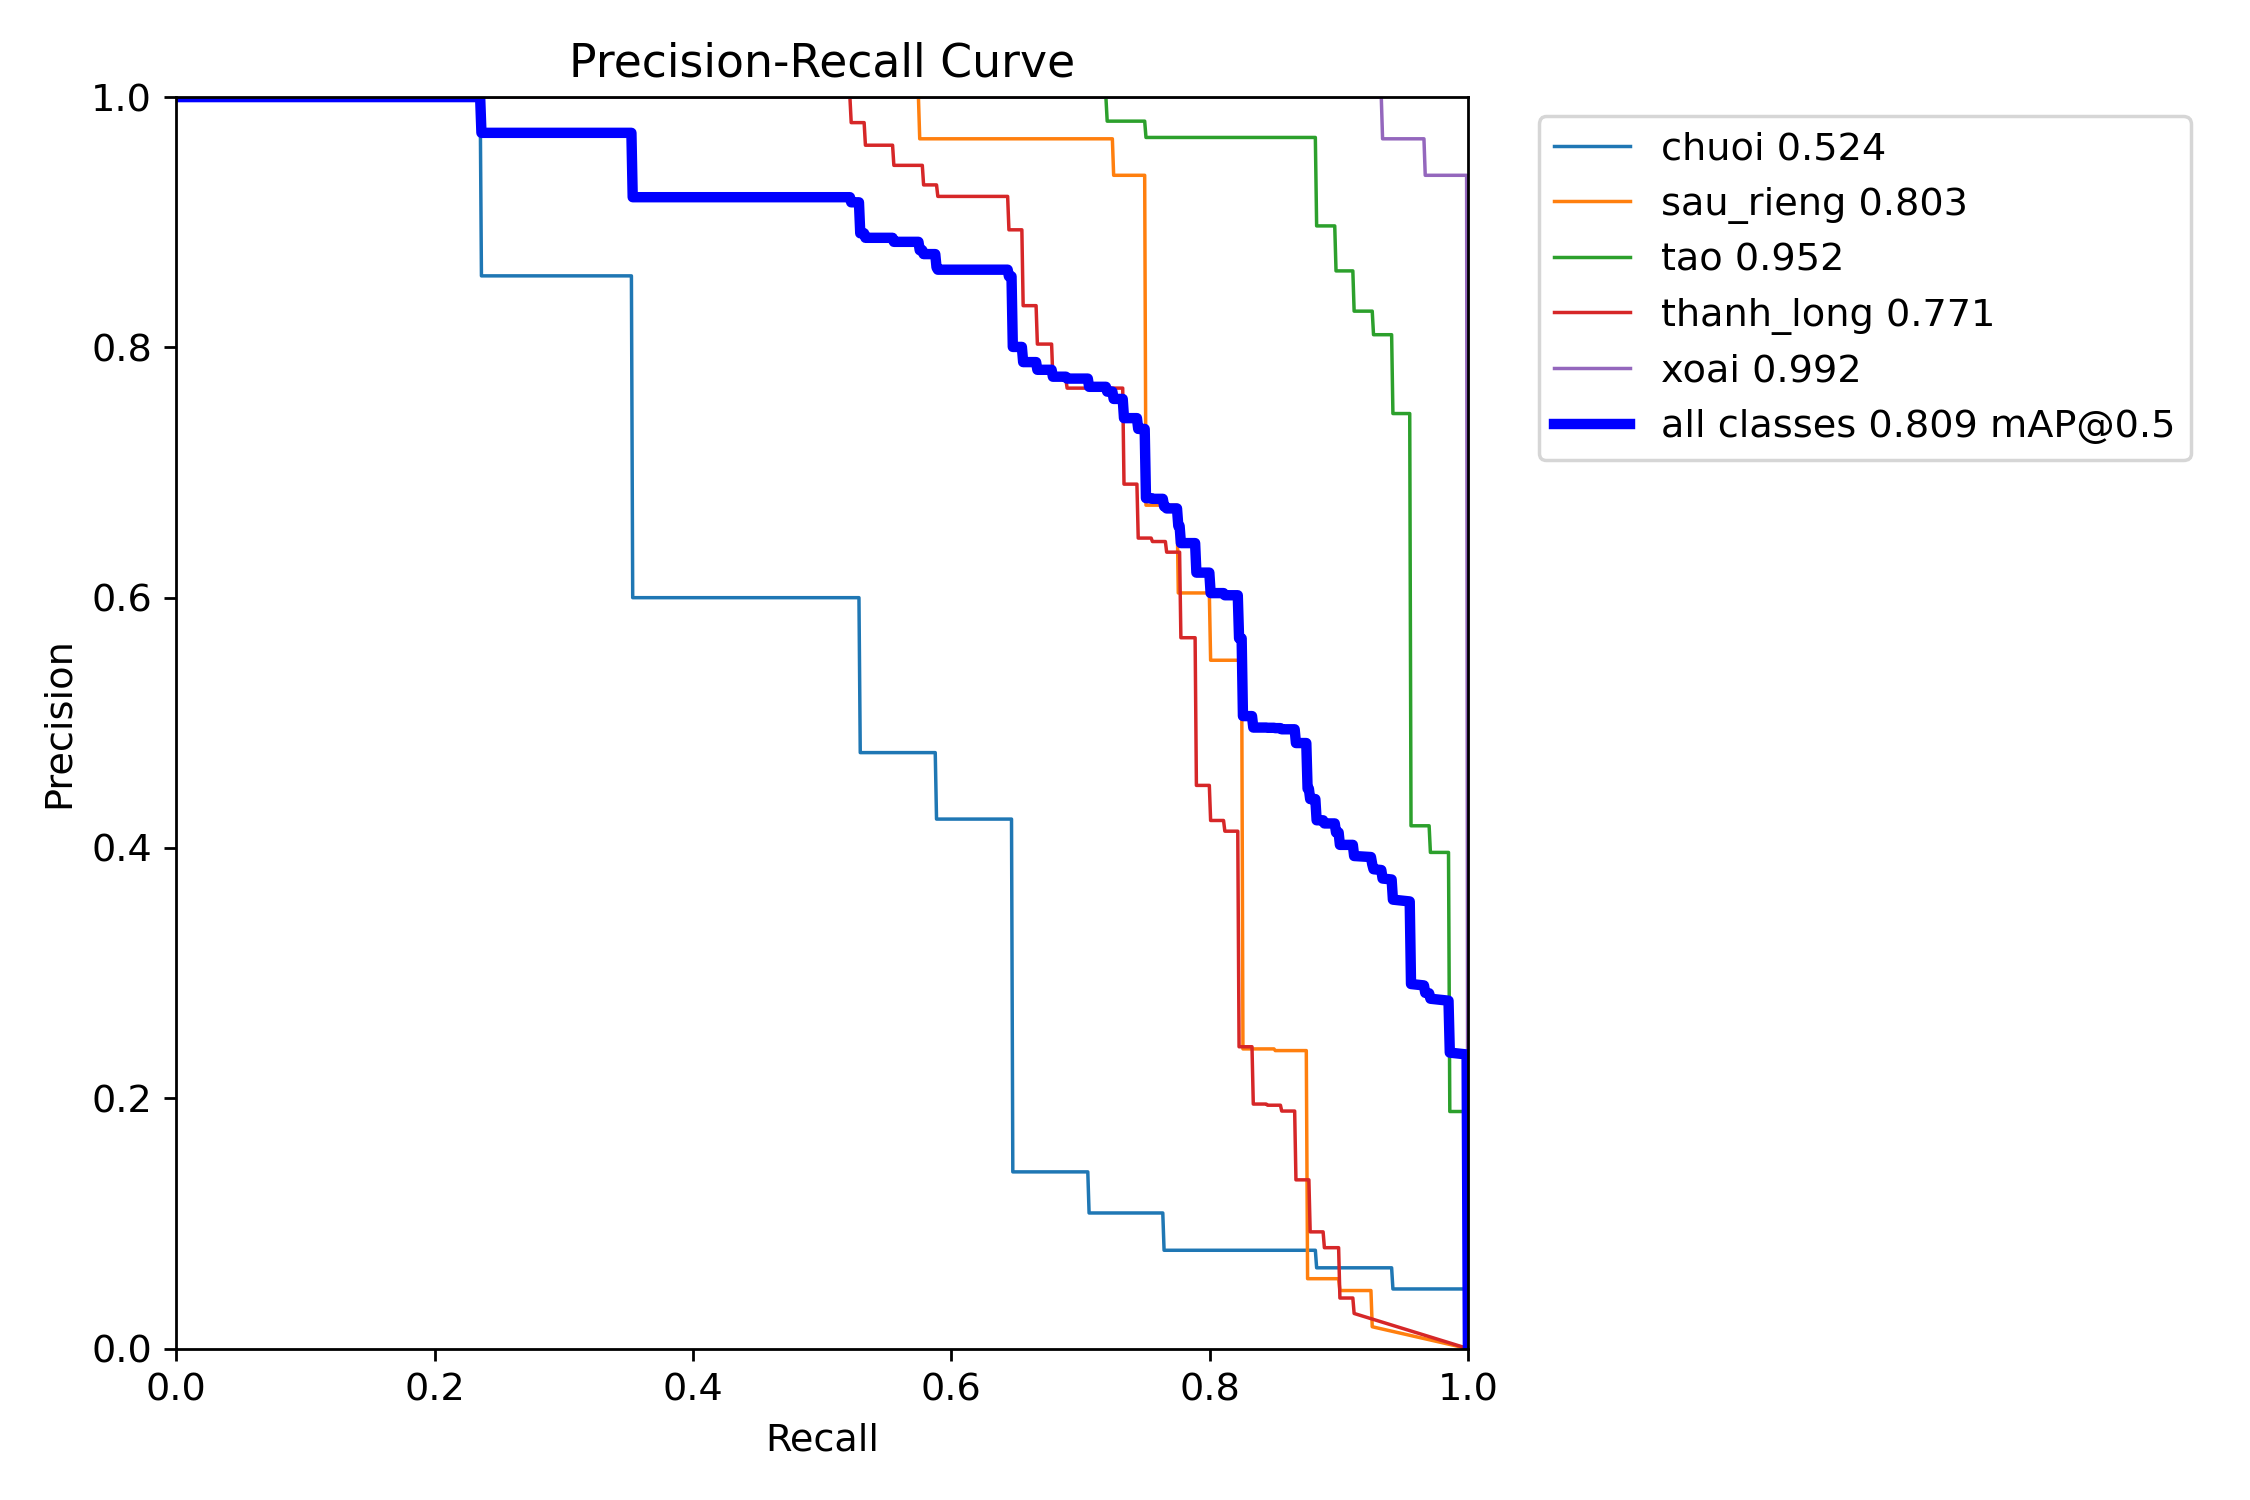 Precision-Recall Curve
1.0
0.8
0.6
0.4
0.2
0.0
Precision
0.0 0.2 0.4 0.6 0.8 1.0
Recall
chuoi 0.524
sau_rieng 0.803
tao 0.952
thanh_long 0.771
xoai 0.992
all classes 0.809 mAP@0.5